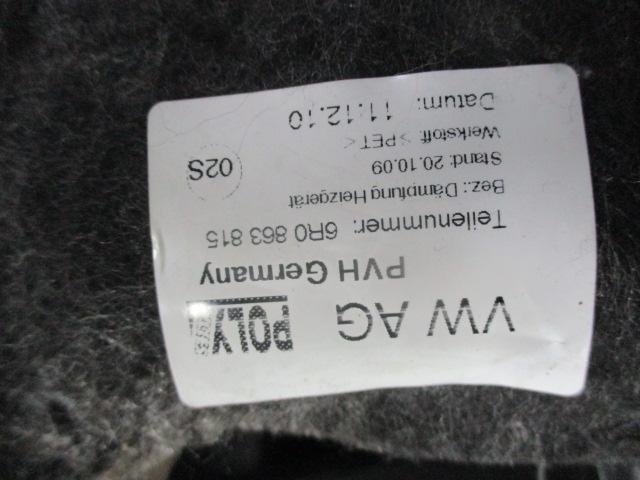 VW AG POLY
PVH Germany
Teilenummer: 6R0 863 815
Bez.: Dämpfung Heizgerät
Stand: 20.10.09
Werkstoff: >PET<
Datum: 11.12.10
02S